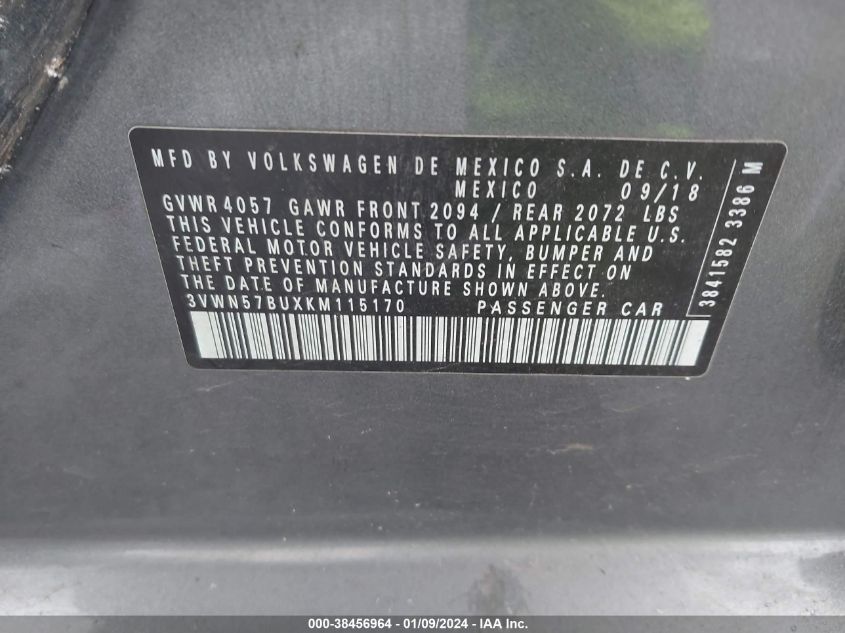 MFD BY VOLKSWAGEN DE MEXICO S.A. DE C.V.
MEXICO 09/18
GVWR 4057 GAWR FRONT 2094 / REAR 2072 LBS
THIS VEHICLE CONFORMS TO ALL APPLICABLE U.S.
FEDERAL MOTOR VEHICLE SAFETY, BUMPER AND
THEFT PREVENTION STANDARDS IN EFFECT ON
THE DATE OF MANUFACTURE SHOWN ABOVE.
3VWN57BUXKM115170 PASSENGER CAR
3841582 3386 M
000-38456964 - 01/09/2024 - IAA Inc.